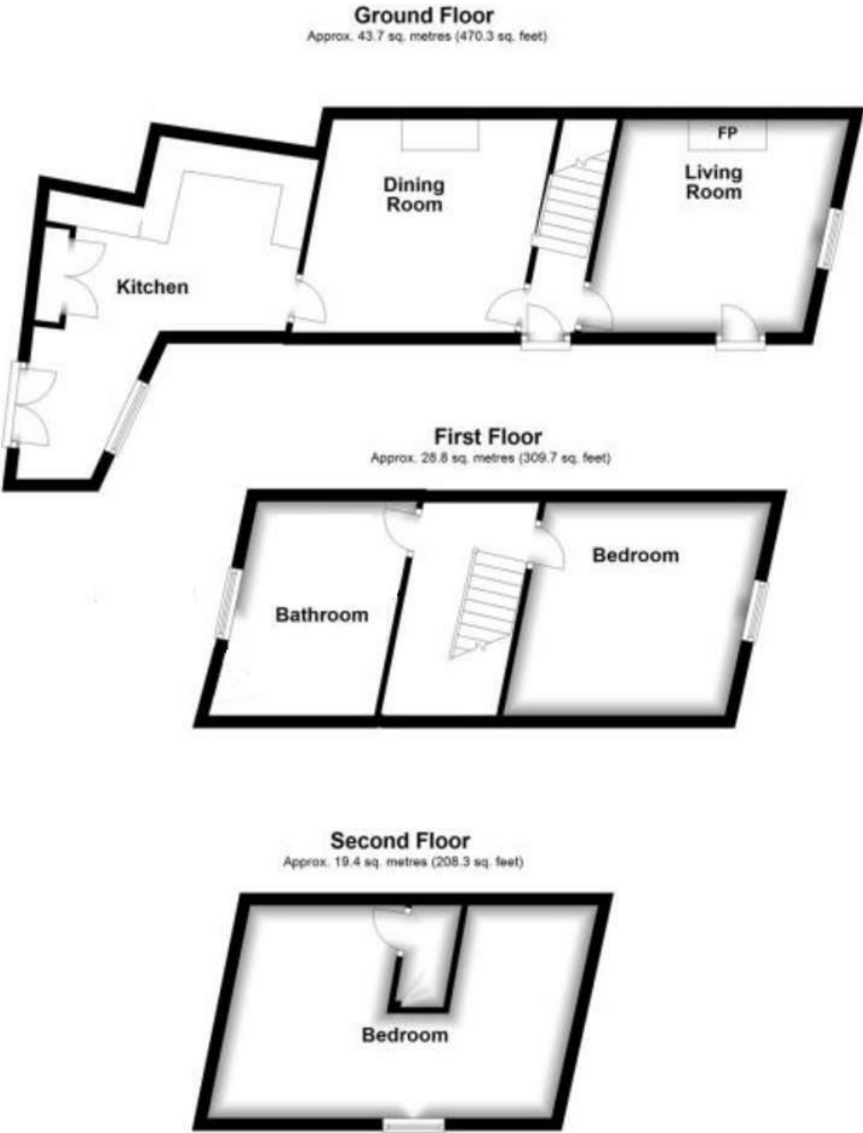 Ground Floor
Approx. 43.7 sq. metres (470.3 sq. feet)
FP
Living
Room
Dining
Room
Kitchen
First Floor
Approx. 28.8 sq. metres (309.7 sq. feet)
Bedroom
Bathroom
Second Floor
Approx. 19.4 sq. metres (208.3 sq. feet)
Bedroom